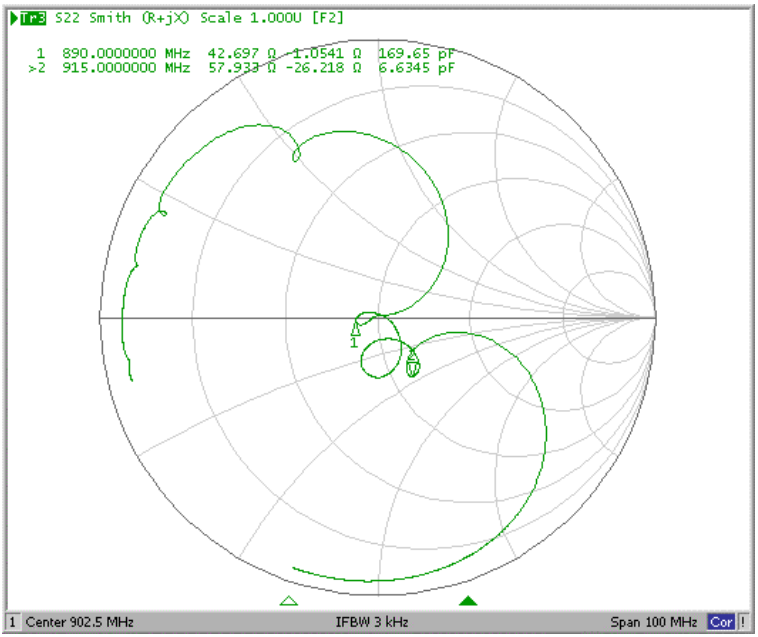 Tr3 S22 Smith (R+jX) Scale 1.000U [F2]
1 890.0000000 MHz 42.697 Ω -1.0541 Ω 169.65 pF
>2 915.0000000 MHz 57.933 Ω -26.218 Ω 6.6345 pF
1
2
1 Center 902.5 MHz IFBW 3 kHz Span 100 MHz Cor !